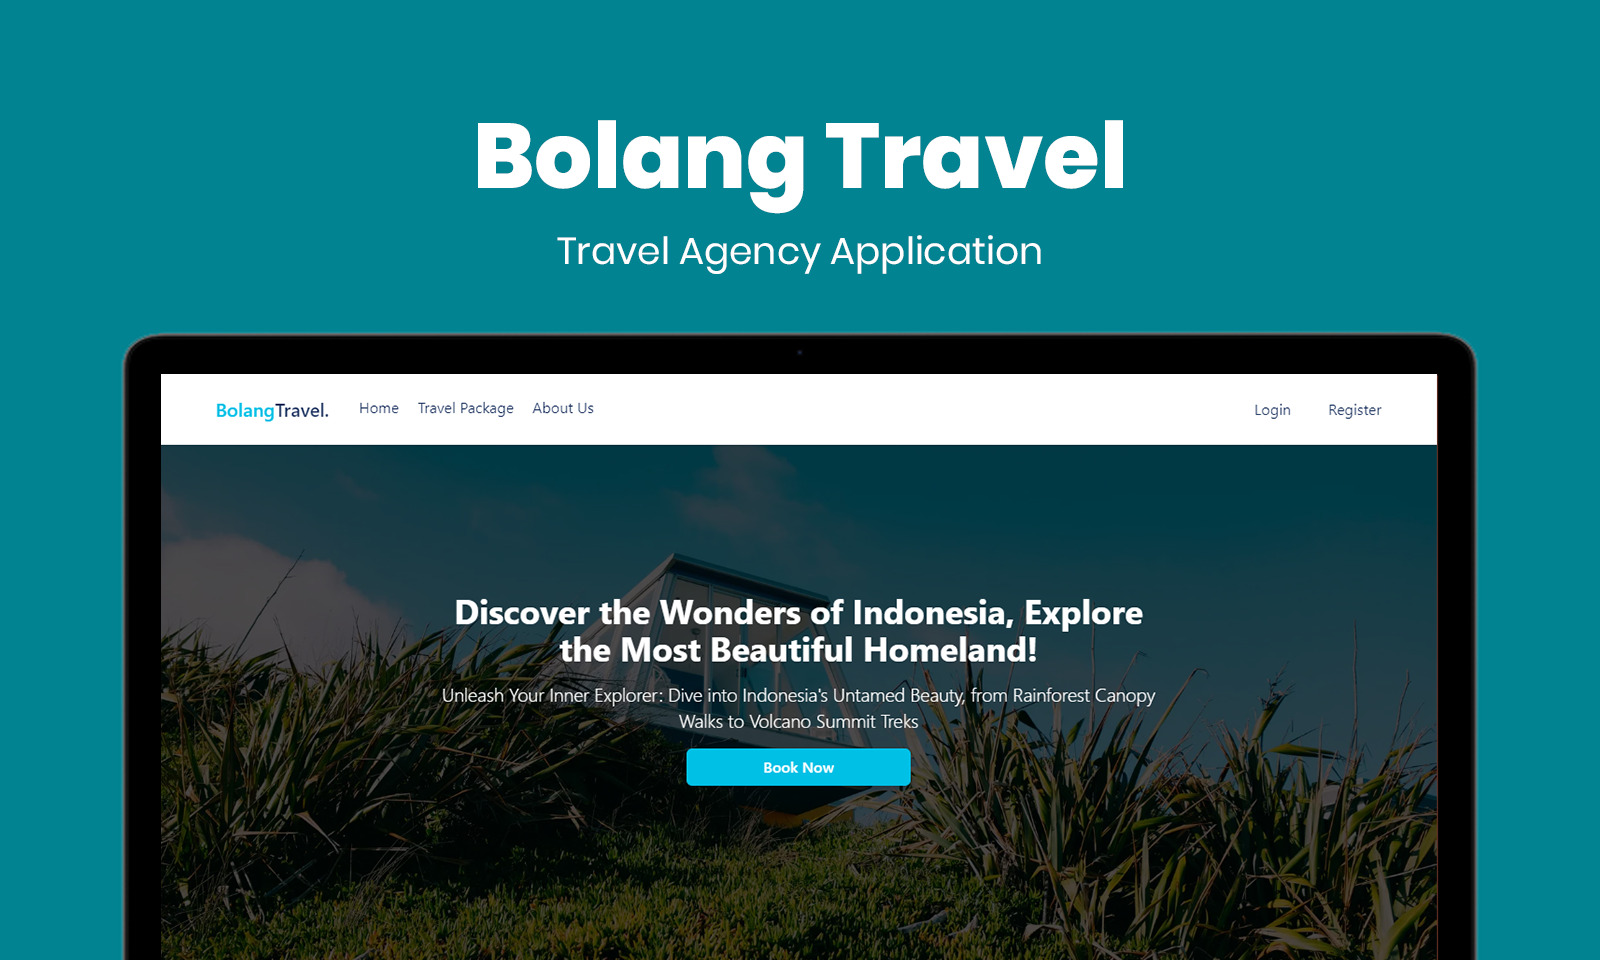 Bolang Travel
Travel Agency Application
BolangTravel.
Home
Travel Package
About Us
Login
Register
Discover the Wonders of Indonesia, Explore
the Most Beautiful Homeland!
Unleash Your Inner Explorer: Dive into Indonesia's Untamed Beauty, from Rainforest Canopy
Walks to Volcano Summit Treks
Book Now